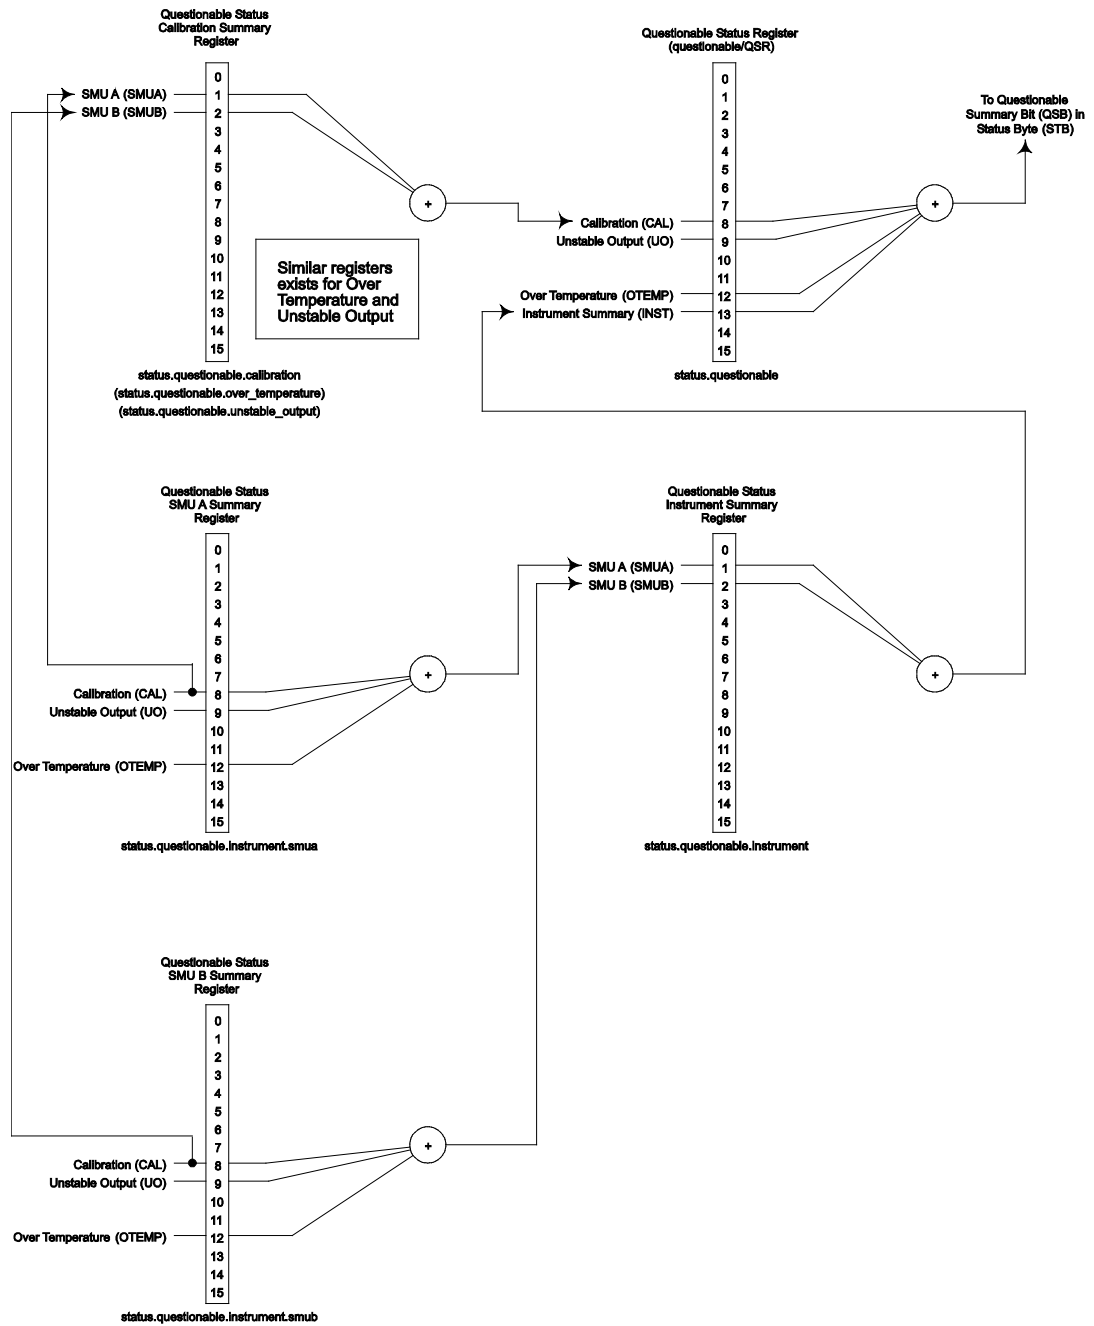 Questionable Status
Calibration Summary
Register
0
SMU A (SMUA) 1
SMU B (SMUB) 2
3
4
5
6
7
8
9
10
11
12
13
14
15
+
Similar registers
exists for Over
Temperature and
Unstable Output
status.questionable.calibration
(status.questionable.over_temperature)
(status.questionable.unstable_output)
Questionable Status Register
(questionable/QSR)
0
1
2
3
4
5
6
7
Calibration (CAL) 8
Unstable Output (UO) 9
10
11
Over Temperature (OTEMP) 12
Instrument Summary (INST) 13
14
15
+
status.questionable
To Questionable
Summary Bit (QSB) in
Status Byte (STB)
Questionable Status
SMU A Summary
Register
0
1
2
3
4
5
6
7
Calibration (CAL) 8
Unstable Output (UO) 9
10
11
Over Temperature (OTEMP) 12
13
14
15
+
status.questionable.instrument.smua
Questionable Status
Instrument Summary
Register
0
SMU A (SMUA) 1
SMU B (SMUB) 2
3
4
5
6
7
8
9
10
11
12
13
14
15
+
status.questionable.instrument
Questionable Status
SMU B Summary
Register
0
1
2
3
4
5
6
7
Calibration (CAL) 8
Unstable Output (UO) 9
10
11
Over Temperature (OTEMP) 12
13
14
15
+
status.questionable.instrument.smub